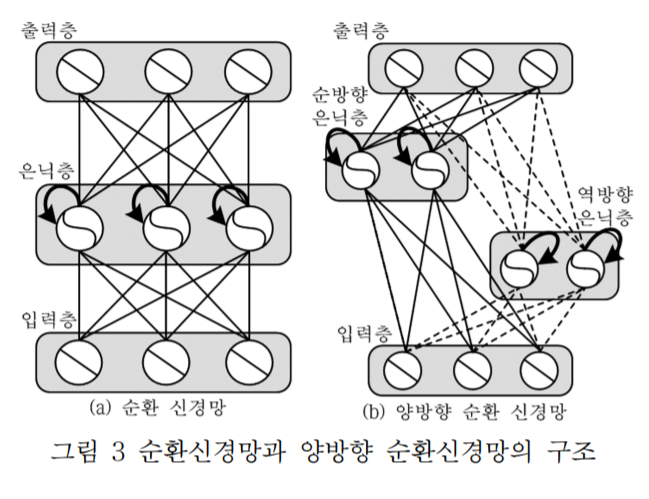 출력층
은닉층
입력층
(a) 순환 신경망
출력층
순방향
은닉층
역방향
은닉층
입력층
(b) 양방향 순환 신경망
그림 3 순환신경망과 양방향 순환신경망의 구조